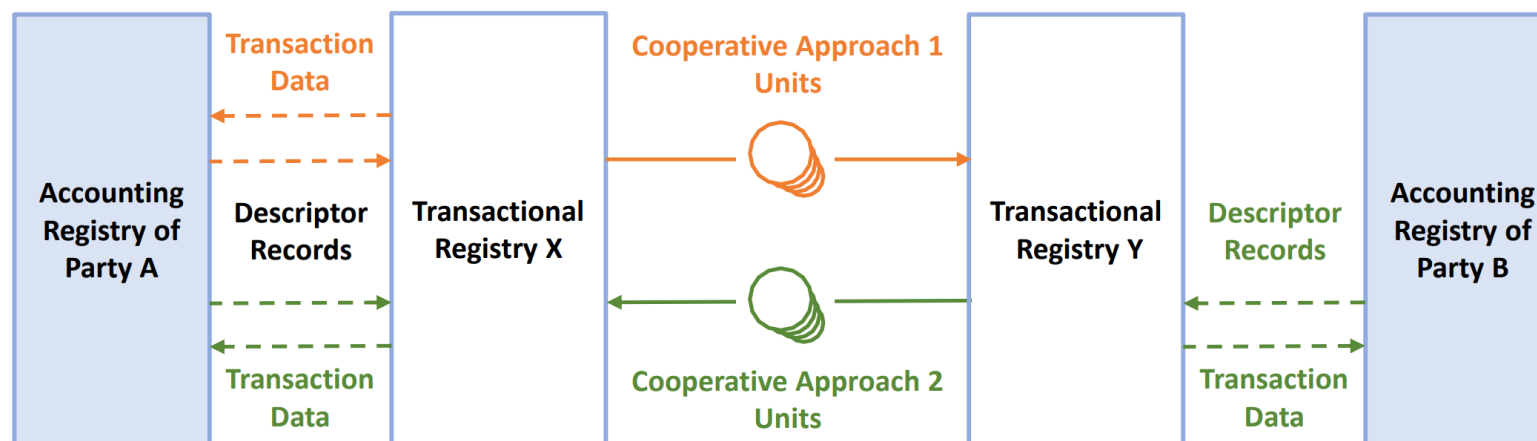 Accounting
Registry of
Party A
Transaction
Data
Descriptor
Records
Transaction
Data
Transactional
Registry X
Cooperative Approach 1
Units
Cooperative Approach 2
Units
Transactional
Registry Y
Descriptor
Records
Transaction
Data
Accounting
Registry of
Party B